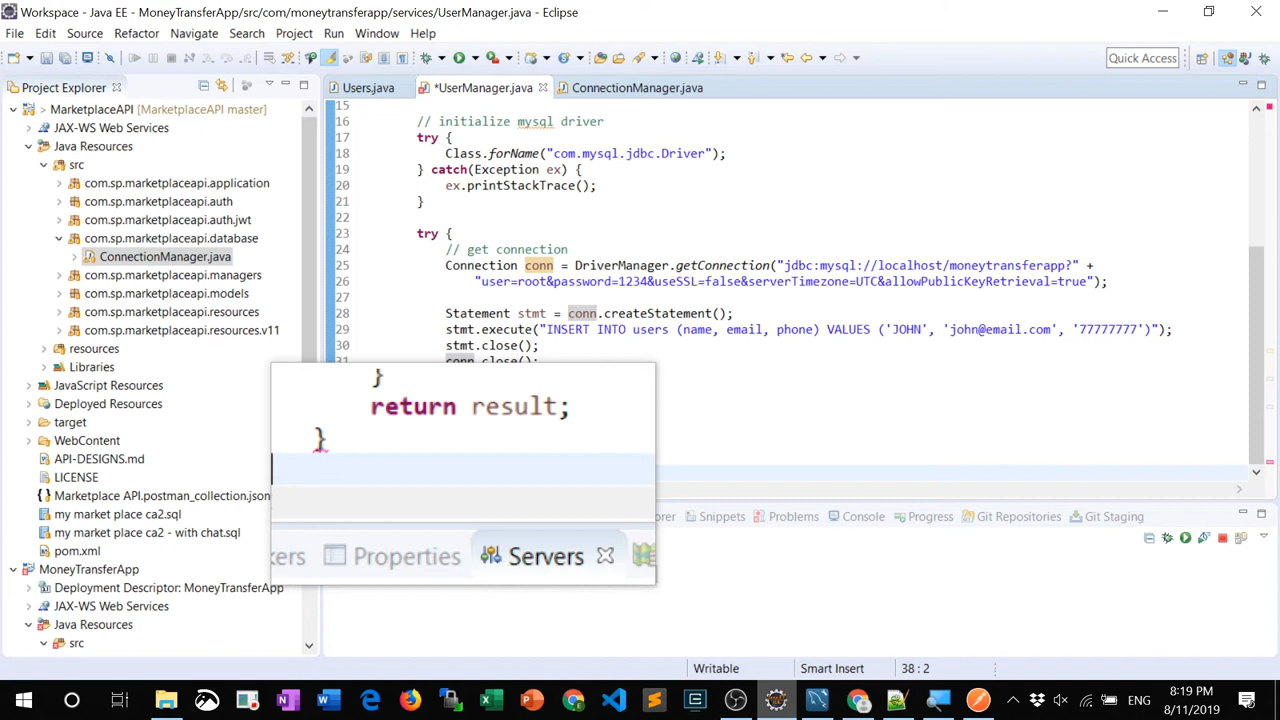 Workspace - Java EE - MoneyTransferApp/src/com/moneytransferapp/services/UserManager.java - Eclipse
File Edit Source Refactor Navigate Search Project Run Window Help
Quick Access
Project Explorer
MarketplaceAPI [MarketplaceAPI master]
JAX-WS Web Services
Java Resources
src
com.sp.marketplaceapi.application
com.sp.marketplaceapi.auth
com.sp.marketplaceapi.auth.jwt
com.sp.marketplaceapi.database
ConnectionManager.java
com.sp.marketplaceapi.managers
com.sp.marketplaceapi.models
com.sp.marketplaceapi.resources
com.sp.marketplaceapi.resources.v11
resources
Libraries
JavaScript Resources
Deployed Resources
target
WebContent
API-DESIGNS.md
LICENSE
Marketplace API.postman_collection.json
my market place ca2.sql
my market place ca2 - with chat.sql
pom.xml
MoneyTransferApp
Deployment Descriptor: MoneyTransferApp
JAX-WS Web Services
Java Resources
src
Users.java *UserManager.java ConnectionManager.java
15
16 // initialize mysql driver
17 try {
18 Class.forName("com.mysql.jdbc.Driver");
19 } catch(Exception ex) {
20 ex.printStackTrace();
21 }
22
23 try {
24 // get connection
25 Connection conn = DriverManager.getConnection("jdbc:mysql://localhost/moneytransferapp?" +
26 "user=root&password=1234&useSSL=false&serverTimezone=UTC&allowPublicKeyRetrieval=true");
27
28 Statement stmt = conn.createStatement();
29 stmt.execute("INSERT INTO users (name, email, phone) VALUES ('JOHN', 'john@email.com', '77777777')");
30 stmt.close();
31 conn.close();
}
return result;
}
kers Properties Servers
orer Snippets Problems Console Progress Git Repositories Git Staging
Writable Smart Insert 38 : 2
ENG
8:19 PM
8/11/2019